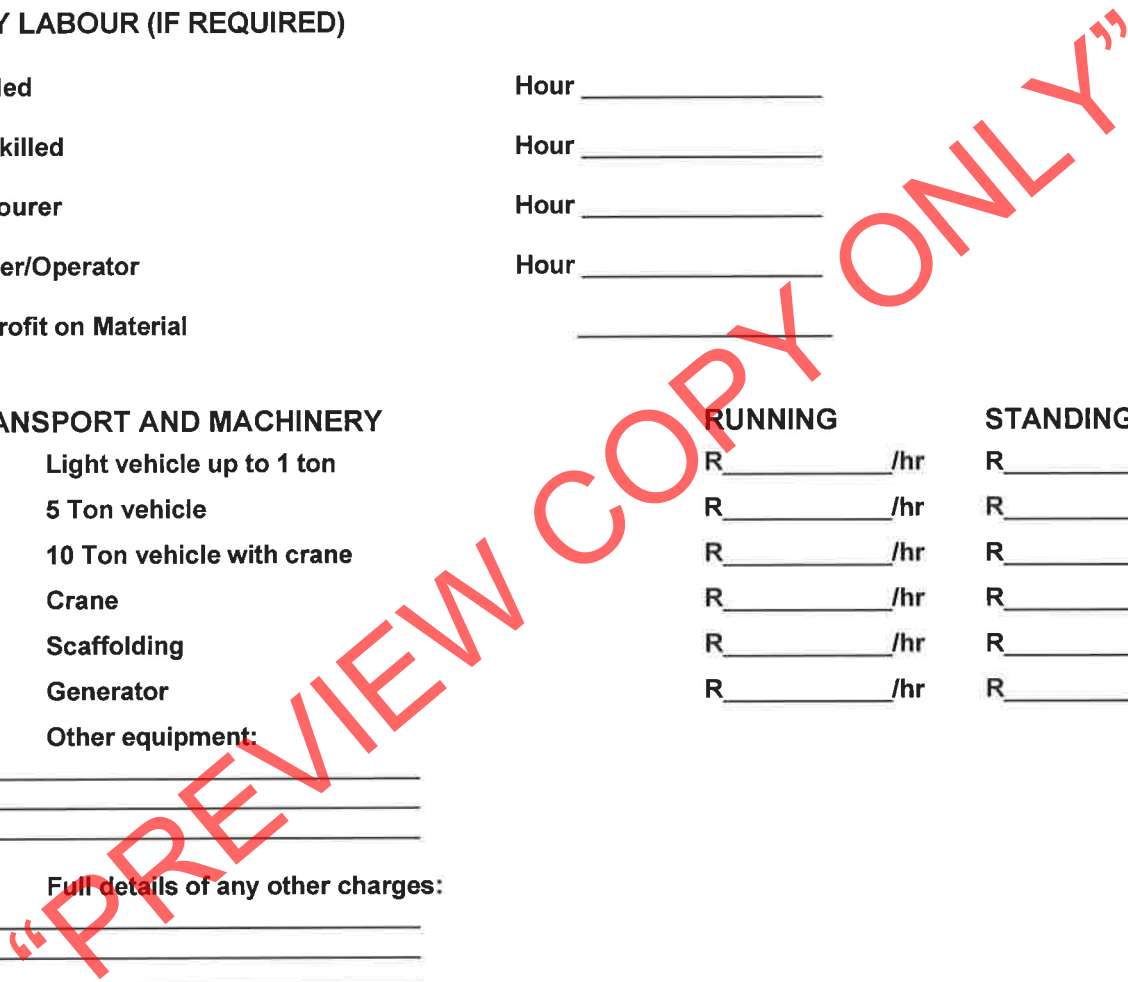 Y LABOUR (IF REQUIRED)
led Hour
killed Hour
ourer Hour
er/Operator Hour
rofit on Material
ANSPORT AND MACHINERY RUNNING STANDING
Light vehicle up to 1 ton R /hr R
5 Ton vehicle R /hr R
10 Ton vehicle with crane R /hr R
Crane R /hr R
Scaffolding R /hr R
Generator R /hr R
Other equipment:
Full details of any other charges:
“PREVIEW COPY ONLY”